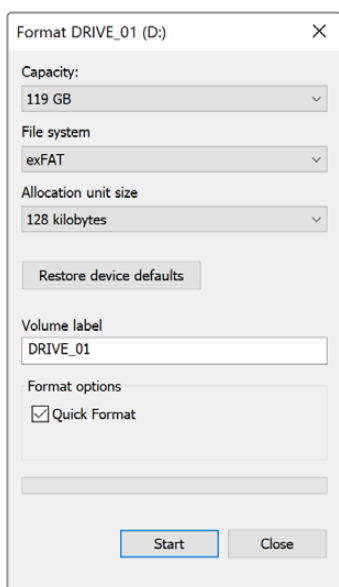 Format DRIVE_01 (D:)
Capacity:
119 GB
File system
exFAT
Allocation unit size
128 kilobytes
Restore device defaults
Volume label
DRIVE_01
Format options
Quick Format
Start Close